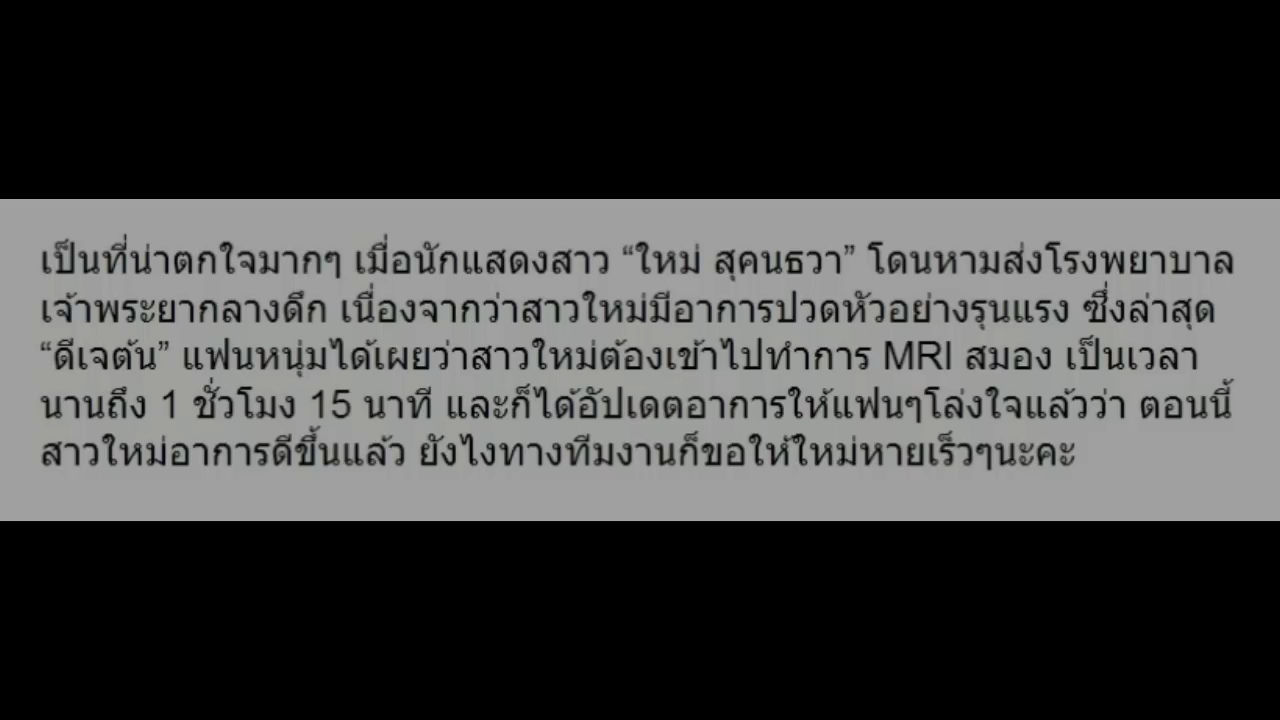 เป็นที่น่าตกใจมากๆ เมื่อนักแสดงสาว “ใหม่ สุคนธวา” โดนหามส่งโรงพยาบาล
เจ้าพระยากลางดึก เนื่องจากว่าสาวใหม่มีอาการปวดหัวอย่างรุนแรง ซึ่งล่าสุด
“ดีเจต้น” แฟนหนุ่มได้เผยว่าสาวใหม่ต้องเข้าไปทำการ MRI สมอง เป็นเวลา
นานถึง 1 ชั่วโมง 15 นาที และก็ได้อัปเดตอาการให้แฟนๆโล่งใจแล้วว่า ตอนนี้
สาวใหม่อาการดีขึ้นแล้ว ยังไงทางทีมงานก็ขอให้ใหม่หายเร็วๆนะคะ